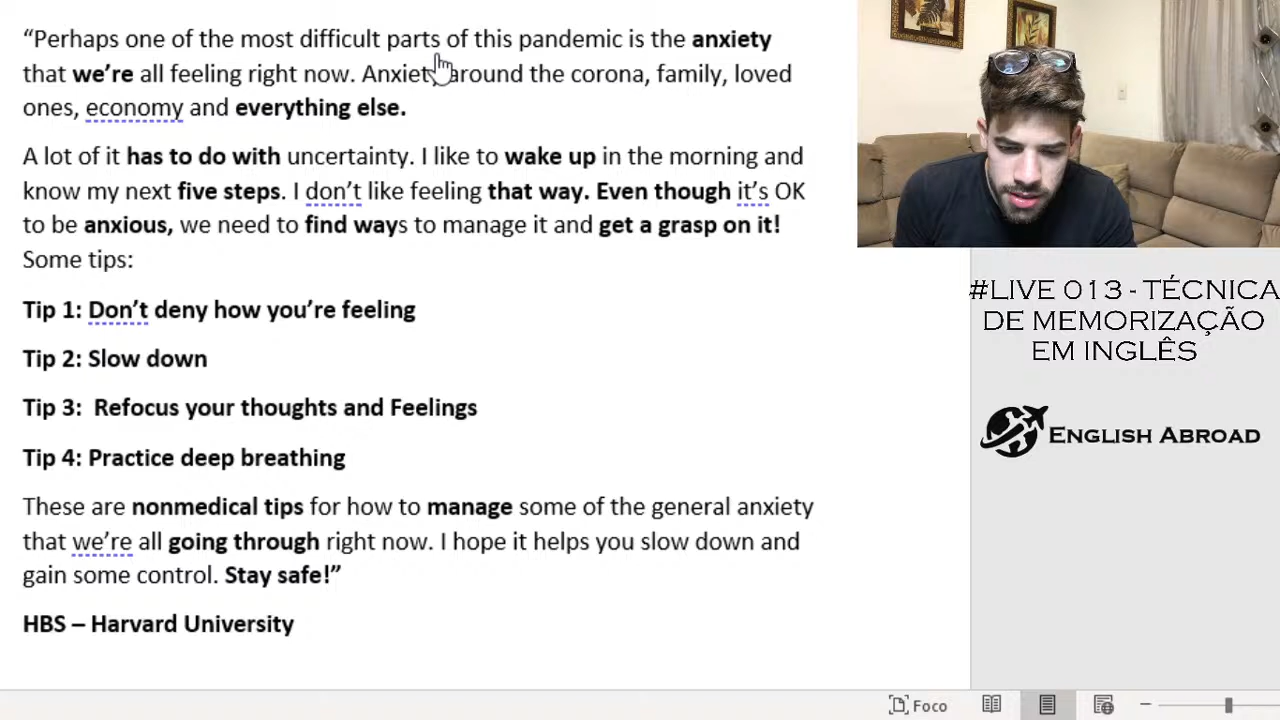 “Perhaps one of the most difficult parts of this pandemic is the anxiety
that we’re all feeling right now. Anxiety around the corona, family, loved
ones, economy and everything else.
A lot of it has to do with uncertainty. I like to wake up in the morning and
know my next five steps. I don’t like feeling that way. Even though it’s OK
to be anxious, we need to find ways to manage it and get a grasp on it!
Some tips:
Tip 1: Don’t deny how you’re feeling
Tip 2: Slow down
Tip 3:  Refocus your thoughts and Feelings
Tip 4: Practice deep breathing
These are nonmedical tips for how to manage some of the general anxiety
that we’re all going through right now. I hope it helps you slow down and
gain some control. Stay safe!”
HBS – Harvard University
#LIVE 013 - TÉCNICA
DE MEMORIZAÇÃO
EM INGLÊS
ENGLISH ABROAD
Foco